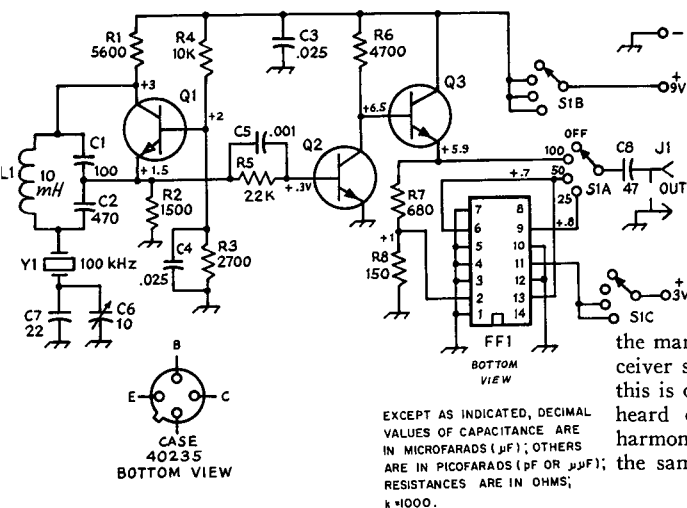 R1
5600
R4
10K
C3
.025
R6
4700
Q3
−
+
9V
S1B
+3
Q1
+2
+6.5
+5.9
L1
10
mH
C1
100
C2
470
+1.5
R2
1500
C5
.001
R5
22K
Q2
+.3V
R7
680
100
OFF
50
25
S1A
C8
47
J1
OUT
+.7
+.8
+1
R8
150
C4
.025
R3
2700
Y1
100 kHz
C7
22
C6
10
7
8
6
9
5
10
4
11
3
12
2
13
1
14
FF1
BOTTOM
VIEW
+
3V
S1C
B
E
C
CASE
40235
BOTTOM VIEW
EXCEPT AS INDICATED, DECIMAL
VALUES OF CAPACITANCE ARE
IN MICROFARADS (µF); OTHERS
ARE IN PICOFARADS (pF OR µµF);
RESISTANCES ARE IN OHMS;
k=1000.
the mar
ceiver s
this is o
heard
harmon
the sam